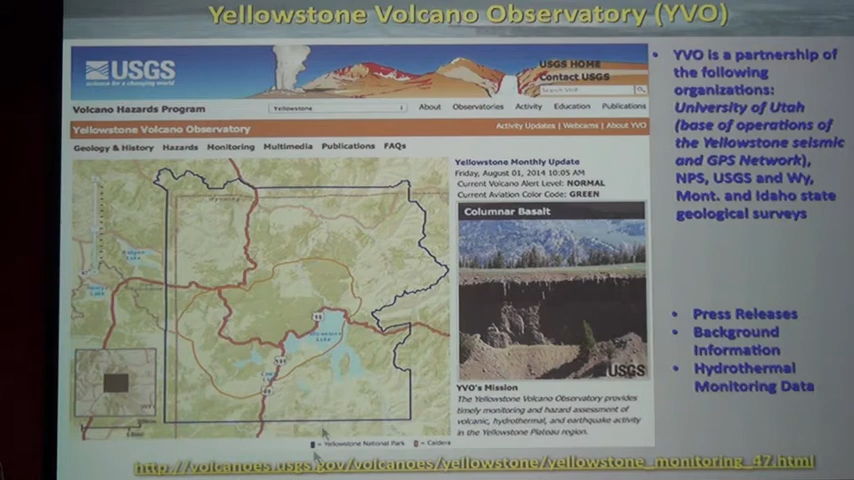 Yellowstone Volcano Observatory (YVO)
USGS
science for a changing world
USGS HOME
Contact USGS
Volcano Hazards Program
Yellowstone
About Observatories Activity Education Publications
Yellowstone Volcano Observatory
Activity Updates | Webcams | About YVO
Geology & History Hazards Monitoring Multimedia Publications FAQs
Yellowstone Monthly Update
Friday, August 01, 2014 10:05 AM
Current Volcano Alert Level: NORMAL
Current Aviation Color Code: GREEN
Columnar Basalt
USGS
YVO's Mission
The Yellowstone Volcano Observatory provides
timely monitoring and hazard assessment of
volcanic, hydrothermal, and earthquake activity
in the Yellowstone Plateau region.
= Yellowstone National Park = Caldera
• YVO is a partnership of
the following
organizations:
University of Utah
(base of operations of
the Yellowstone seismic
and GPS Network),
NPS, USGS and Wy,
Mont. and Idaho state
geological surveys
• Press Releases
• Background
Information
• Hydrothermal
Monitoring Data
http://volcanoes.usgs.gov/volcanoes/yellowstone/yellowstone_monitoring_47.html